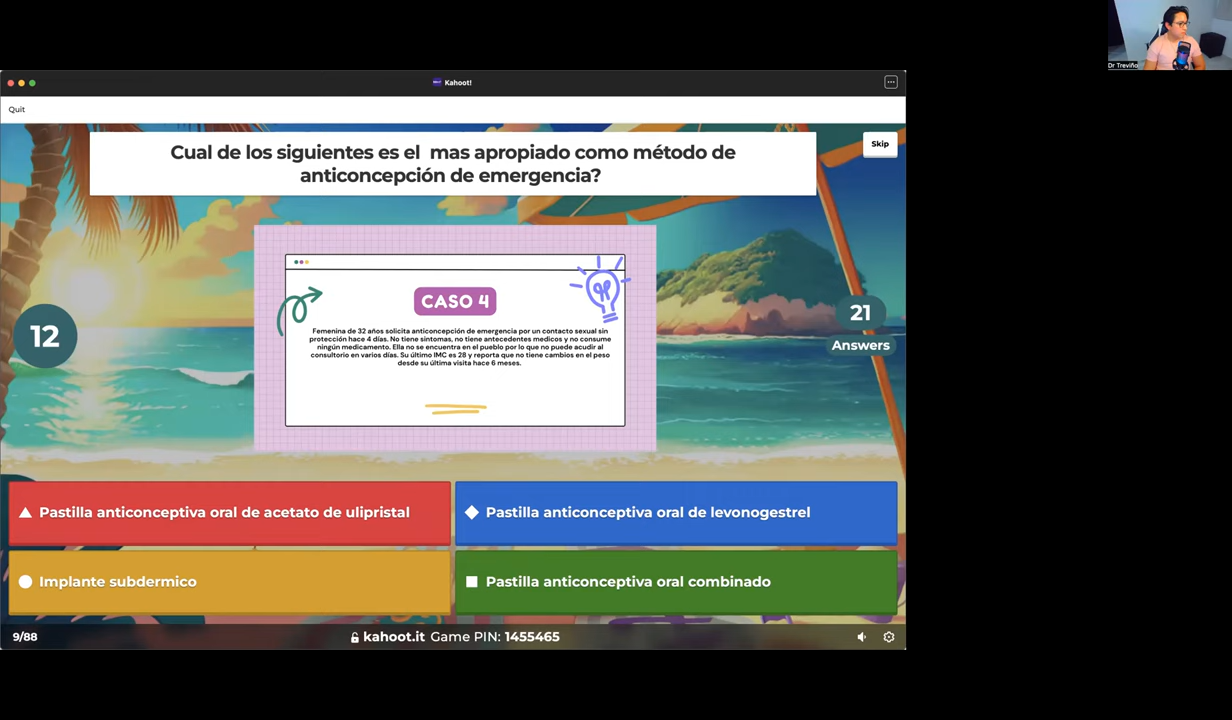 Dr Treviño
Kahoot!
Quit
Cual de los siguientes es el mas apropiado como método de
anticoncepción de emergencia?
Skip
CASO 4
Femenina de 32 años solicita anticoncepción de emergencia por un contacto sexual sin
protección hace 4 días. No tiene sintomas, no tiene antecedentes medicos y no consume
ningún medicamento. Ella no se encuentra en el pueblo por lo que no puede acudir al
consultorio en varios días. Su último IMC es 28 y reporta que no tiene cambios en el peso
desde su última visita hace 6 meses.
12
21
Answers
Pastilla anticonceptiva oral de acetato de ulipristal
Pastilla anticonceptiva oral de levonogestrel
Implante subdermico
Pastilla anticonceptiva oral combinado
9/88
kahoot.it Game PIN: 1455465